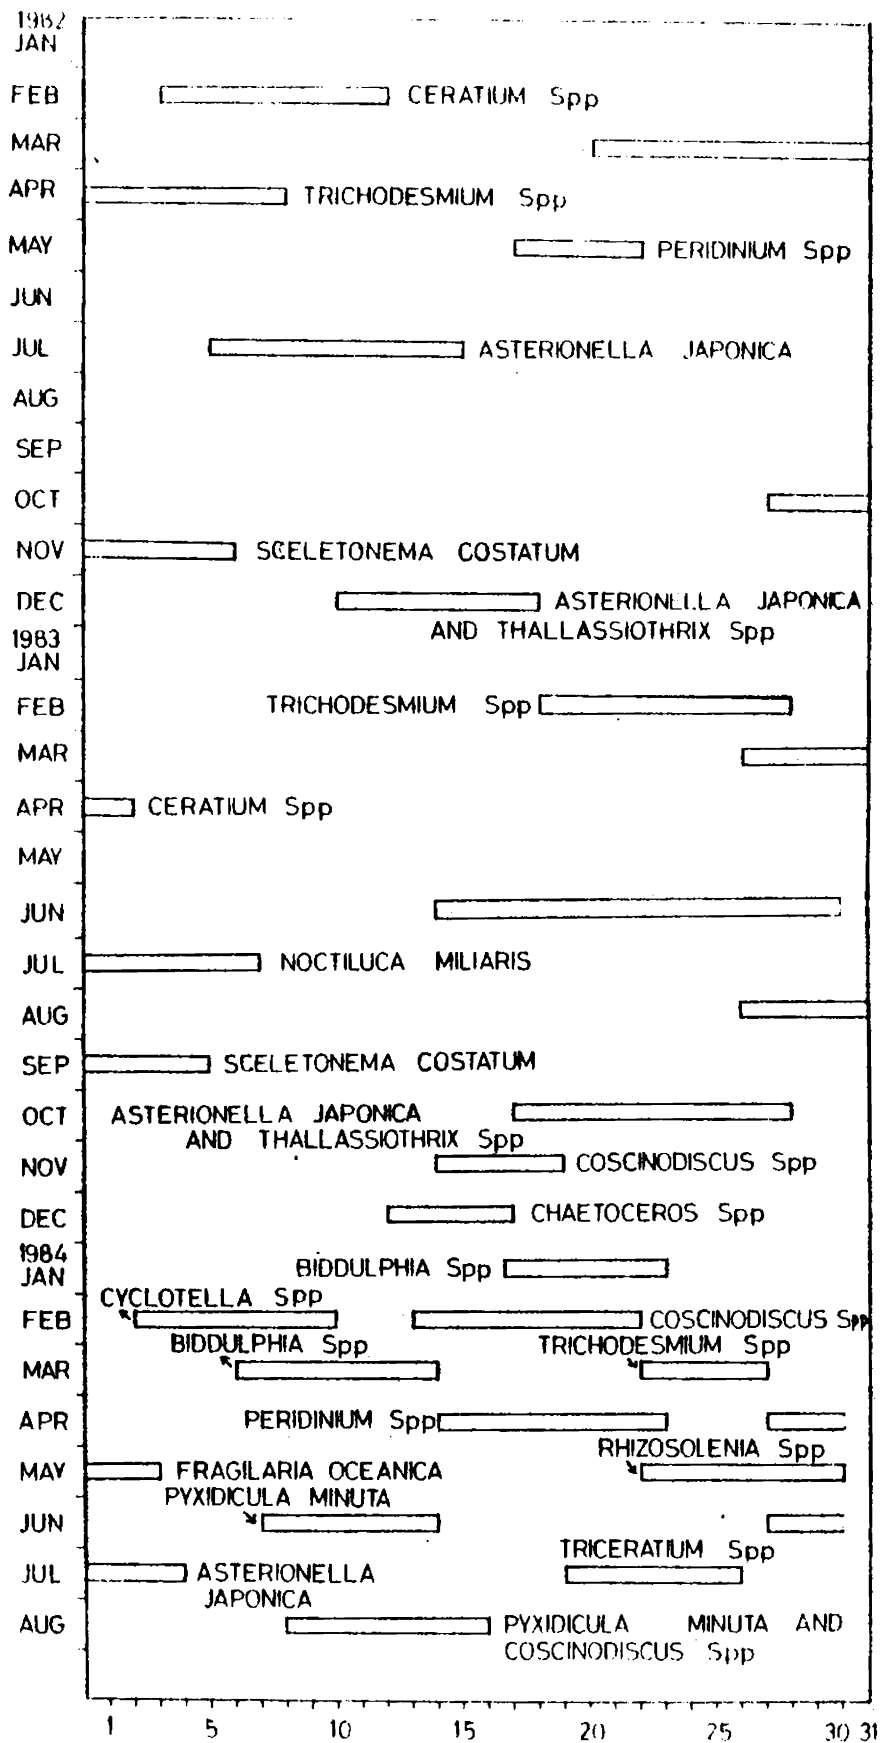 1982
JAN
FEB CERATIUM Spp
MAR
APR TRICHODESMIUM Spp
MAY PERIDINIUM Spp
JUN
JUL ASTERIONELLA JAPONICA
AUG
SEP
OCT
NOV SCELETONEMA COSTATUM
DEC ASTERIONELLA JAPONICA
AND THALLASSIOTHRIX Spp
1983
JAN
FEB TRICHODESMIUM Spp
MAR
APR CERATIUM Spp
MAY
JUN
JUL NOCTILUCA MILIARIS
AUG
SEP SCELETONEMA COSTATUM
OCT ASTERIONELLA JAPONICA
AND THALLASSIOTHRIX Spp
NOV COSCINODISCUS Spp
DEC CHAETOCEROS Spp
1984
JAN BIDDULPHIA Spp
CYCLOTELLA Spp
FEB COSCINODISCUS Spp
BIDDULPHIA Spp TRICHODESMIUM Spp
MAR
APR PERIDINIUM Spp
RHIZOSOLENIA Spp
MAY FRAGILARIA OCEANICA
PYXIDICULA MINUTA
JUN
TRICERATIUM Spp
JUL ASTERIONELLA
JAPONICA
AUG PYXIDICULA MINUTA AND
COSCINODISCUS Spp
1 5 10 15 20 25 30 31